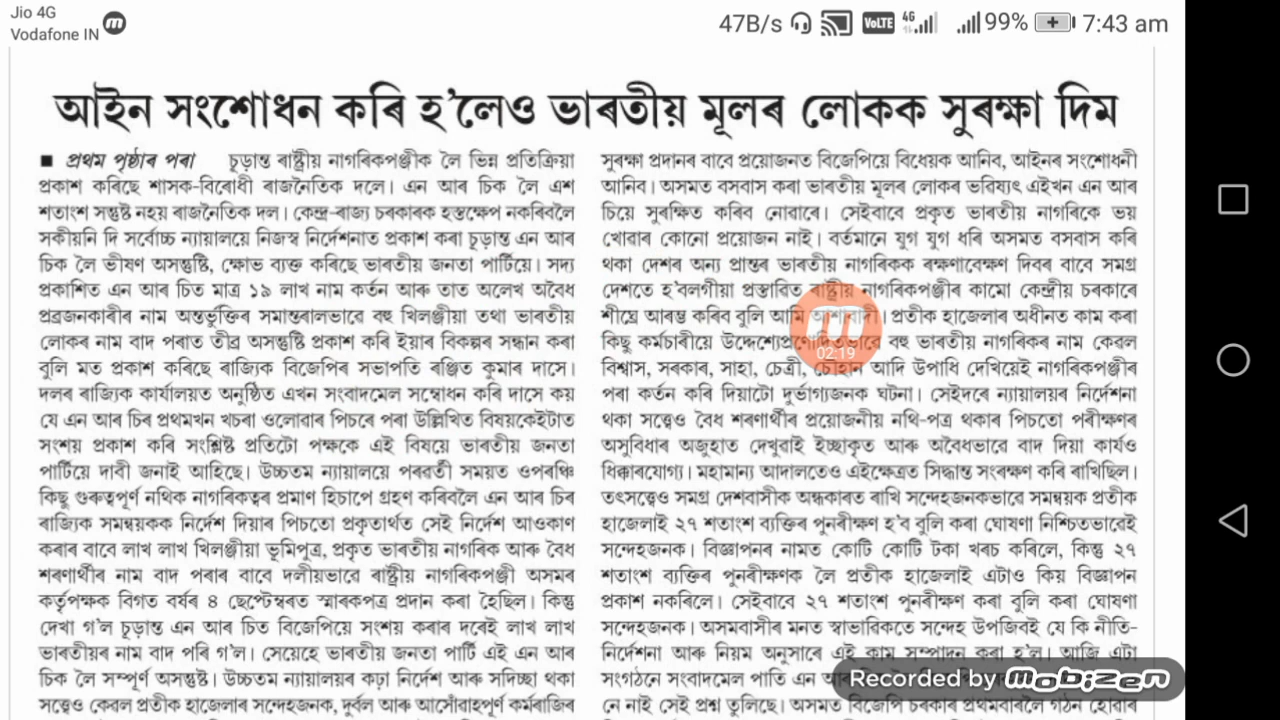 Jio 4G
Vodafone IN
47B/s VoLTE 4G 99% 7:43 am
আইন সংশোধন কৰি হ'লেও ভাৰতীয় মূলৰ লোকক সুৰক্ষা দিম
■ প্ৰথম পৃষ্ঠাৰ পৰা চূড়ান্ত ৰাষ্ট্ৰীয় নাগৰিকপঞ্জীক লৈ ভিন্ন প্ৰতিক্ৰিয়া
প্ৰকাশ কৰিছে শাসক-বিৰোধী ৰাজনৈতিক দলে। এন আৰ চিক লৈ এশ
শতাংশ সন্তুষ্ট নহয় ৰাজনৈতিক দল। কেন্দ্ৰ-ৰাজ্য চৰকাৰক হস্তক্ষেপ নকৰিবলৈ
সকীয়নি দি সৰ্বোচ্চ ন্যায়ালয়ে নিজস্ব নিৰ্দেশনাত প্ৰকাশ কৰা চূড়ান্ত এন আৰ
চিক লৈ ভীষণ অসন্তুষ্টি, ক্ষোভ ব্যক্ত কৰিছে ভাৰতীয় জনতা পাৰ্টিয়ে। সদ্য
প্ৰকাশিত এন আৰ চিত মাত্ৰ ১৯ লাখ নাম কৰ্তন আৰু তাত অলেখ অবৈধ
প্ৰব্ৰজনকাৰীৰ নাম অন্তৰ্ভুক্তিৰ সমান্তৰালভাৱে বহু খিলঞ্জীয়া তথা ভাৰতীয়
লোকৰ নাম বাদ পৰাত তীব্ৰ অসন্তুষ্টি প্ৰকাশ কৰি ইয়াৰ বিকল্পৰ সন্ধান কৰা
বুলি মত প্ৰকাশ কৰিছে ৰাজ্যিক বিজেপিৰ সভাপতি ৰঞ্জিত কুমাৰ দাসে।
দলৰ ৰাজ্যিক কাৰ্যালয়ত অনুষ্ঠিত এখন সংবাদমেল সম্বোধন কৰি দাসে কয়
যে এন আৰ চিৰ প্ৰথমখন খচৰা ওলোৱাৰ পিচৰে পৰা উল্লিখিত বিষয়কেইটাত
সংশয় প্ৰকাশ কৰি সংশ্লিষ্ট প্ৰতিটো পক্ষকে এই বিষয়ে ভাৰতীয় জনতা
পাৰ্টিয়ে দাবী জনাই আহিছে। উচ্চতম ন্যায়ালয়ে পৰৱৰ্তী সময়ত ওপৰঞ্চি
কিছু গুৰুত্বপূৰ্ণ নথিক নাগৰিকত্বৰ প্ৰমাণ হিচাপে গ্ৰহণ কৰিবলৈ এন আৰ চিৰ
ৰাজ্যিক সমন্বয়কক নিৰ্দেশ দিয়াৰ পিচতো প্ৰকৃতাৰ্থত সেই নিৰ্দেশ আওকাণ
কৰাৰ বাবে লাখ লাখ খিলঞ্জীয়া ভূমিপুত্ৰ, প্ৰকৃত ভাৰতীয় নাগৰিক আৰু বৈধ
শৰণাৰ্থীৰ নাম বাদ পৰাৰ বাবে দলীয়ভাৱে ৰাষ্ট্ৰীয় নাগৰিকপঞ্জী অসমৰ
কৰ্তৃপক্ষক বিগত বৰ্ষৰ ৪ ছেপ্টেম্বৰত স্মাৰকপত্ৰ প্ৰদান কৰা হৈছিল। কিন্তু
দেখা গ'ল চূড়ান্ত এন আৰ চিত বিজেপিয়ে সংশয় কৰাৰ দৰেই লাখ লাখ
ভাৰতীয়ৰ নাম বাদ পৰি গ'ল। সেয়েহে ভাৰতীয় জনতা পাৰ্টি এই এন আৰ
চিক লৈ সম্পূৰ্ণ অসন্তুষ্ট। উচ্চতম ন্যায়ালয়ৰ বঢ়া নিৰ্দেশ আৰু সদিচ্ছা থকা
সত্ত্বেও কেৱল প্ৰতীক হাজেলাৰ সন্দেহজনক, দুৰ্বল আৰু আসোঁৱাহপূৰ্ণ কৰ্মৰাজিৰ
সুৰক্ষা প্ৰদানৰ বাবে প্ৰয়োজনত বিজেপিয়ে বিধেয়ক আনিব, আইনৰ সংশোধনী
আনিব। অসমত বসবাস কৰা ভাৰতীয় মূলৰ লোকৰ ভৱিষ্যৎ এইখন এন আৰ
চিয়ে সুৰক্ষিত কৰিব নোৱাৰে। সেইবাবে প্ৰকৃত ভাৰতীয় নাগৰিকে ভয়
খোৱাৰ কোনো প্ৰয়োজন নাই। বৰ্তমানে যুগ যুগ ধৰি অসমত বসবাস কৰি
থকা দেশৰ অন্য প্ৰান্তৰ ভাৰতীয় নাগৰিকক ৰক্ষণাবেক্ষণ দিবৰ বাবে সমগ্ৰ
দেশতে হ'বলগীয়া প্ৰস্তাৱিত ৰাষ্ট্ৰীয় নাগৰিকপঞ্জীৰ কামো কেন্দ্ৰীয় চৰকাৰে
শীঘ্ৰে আৰম্ভ কৰিব বুলি আমি আশাবাদী। প্ৰতীক হাজেলাৰ অধীনত কাম কৰা
কিছু কৰ্মচাৰীয়ে উদ্দেশ্যেপ্ৰণোদিতভাৱে বহু ভাৰতীয় নাগৰিকৰ নাম কেৱল
বিশ্বাস, সৰকাৰ, সাহা, চেত্ৰী, চৌহান আদি উপাধি দেখিয়েই নাগৰিকপঞ্জীৰ
পৰা কৰ্তন কৰি দিয়াটো দুৰ্ভাগ্যজনক ঘটনা। সেইদৰে ন্যায়ালয়ৰ নিৰ্দেশনা
থকা সত্ত্বেও বৈধ শৰণাৰ্থীৰ প্ৰয়োজনীয় নথি-পত্ৰ থকাৰ পিচতো পৰীক্ষণৰ
অসুবিধাৰ অজুহাত দেখুৱাই ইচ্ছাকৃত আৰু অবৈধভাৱে বাদ দিয়া কাৰ্যও
ধিক্কাৰযোগ্য। মহামান্য আদালতেও এইক্ষেত্ৰত সিদ্ধান্ত সংৰক্ষণ কৰি ৰাখিছিল।
তৎসত্ত্বেও সমগ্ৰ দেশবাসীক অন্ধকাৰত ৰাখি সন্দেহজনকভাৱে সমন্বয়ক প্ৰতীক
হাজেলাই ২৭ শতাংশ ব্যক্তিৰ পুনৰীক্ষণ হ'ব বুলি কৰা ঘোষণা নিশ্চিতভাৱেই
সন্দেহজনক। বিজ্ঞাপনৰ নামত কোটি কোটি টকা খৰচ কৰিলে, কিন্তু ২৭
শতাংশ ব্যক্তিৰ পুনৰীক্ষণক লৈ প্ৰতীক হাজেলাই এটাও কিয় বিজ্ঞাপন
প্ৰকাশ নকৰিলে। সেইবাবে ২৭ শতাংশ পুনৰীক্ষণ কৰা বুলি কৰা ঘোষণা
সন্দেহজনক। অসমবাসীৰ মনত স্বাভাৱিকতে সন্দেহ উপজিবই যে কি নীতি-
নিৰ্দেশনা আৰু নিয়ম অনুসাৰে এই কাম সম্পাদন কৰা হ'ল। আজি এটা
সংগঠনে সংবাদমেল পাতি এন
নে নাই সেই প্ৰশ্ন তুলিছে। অসমত বিজেপি চৰকাৰ প্ৰথমবাৰলৈ গঠন হোৱাৰ
02:19
Recorded by mobizen